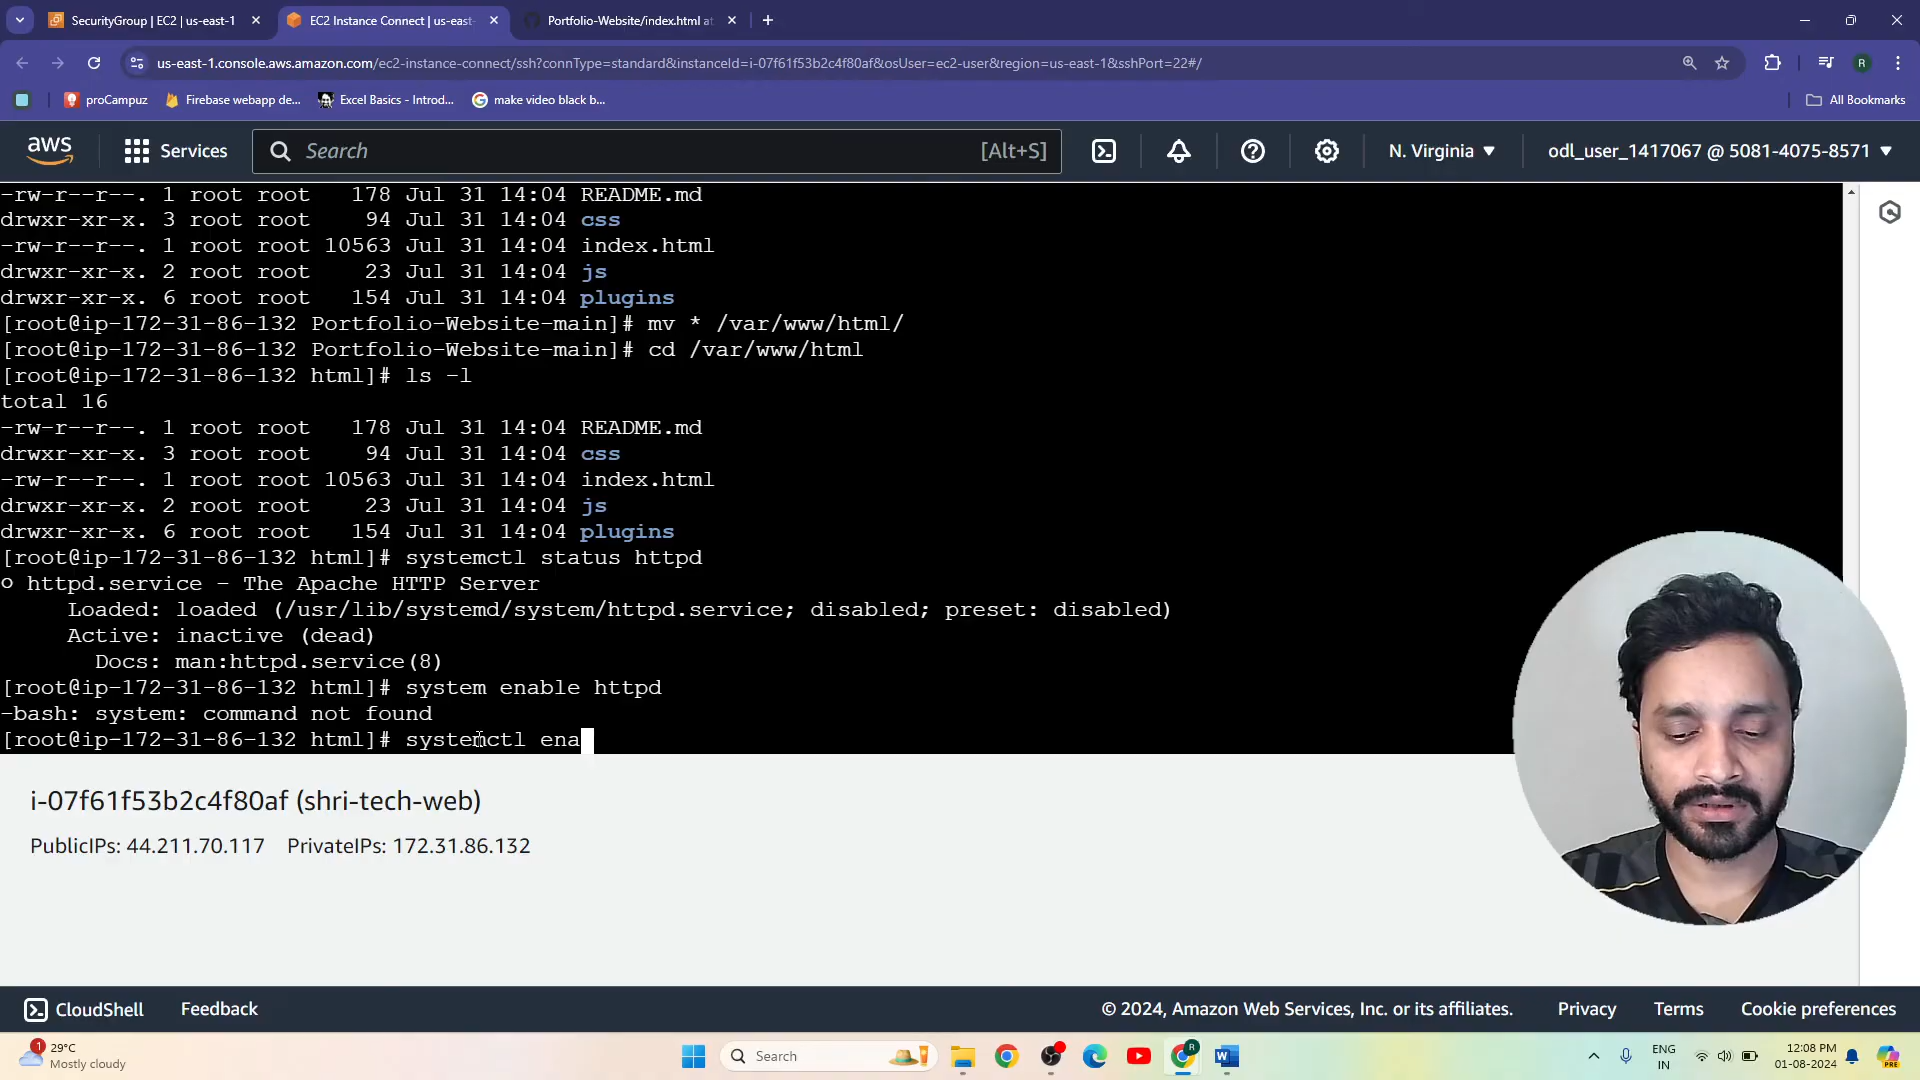 SecurityGroup | EC2 | us-east-1
EC2 Instance Connect | us-east-
Portfolio-Website/index.html at
us-east-1.console.aws.amazon.com/ec2-instance-connect/ssh?connType=standard&instanceId=i-07f61f53b2c4f80af&osUser=ec2-user&region=us-east-1&sshPort=22#/
R
proCampuz
Firebase webapp de...
Excel Basics - Introd...
make video black b...
All Bookmarks
aws
Services
Search
[Alt+S]
N. Virginia
odl_user_1417067 @ 5081-4075-8571
-rw-r--r--. 1 root root 178 Jul 31 14:04 README.md
drwxr-xr-x. 3 root root 94 Jul 31 14:04 css
-rw-r--r--. 1 root root 10563 Jul 31 14:04 index.html
drwxr-xr-x. 2 root root 23 Jul 31 14:04 js
drwxr-xr-x. 6 root root 154 Jul 31 14:04 plugins
[root@ip-172-31-86-132 Portfolio-Website-main]# mv * /var/www/html/
[root@ip-172-31-86-132 Portfolio-Website-main]# cd /var/www/html
[root@ip-172-31-86-132 html]# ls -l
total 16
-rw-r--r--. 1 root root 178 Jul 31 14:04 README.md
drwxr-xr-x. 3 root root 94 Jul 31 14:04 css
-rw-r--r--. 1 root root 10563 Jul 31 14:04 index.html
drwxr-xr-x. 2 root root 23 Jul 31 14:04 js
drwxr-xr-x. 6 root root 154 Jul 31 14:04 plugins
[root@ip-172-31-86-132 html]# systemctl status httpd
○ httpd.service - The Apache HTTP Server
Loaded: loaded (/usr/lib/systemd/system/httpd.service; disabled; preset: disabled)
Active: inactive (dead)
Docs: man:httpd.service(8)
[root@ip-172-31-86-132 html]# system enable httpd
-bash: system: command not found
[root@ip-172-31-86-132 html]# systemctl ena
i-07f61f53b2c4f80af (shri-tech-web)
PublicIPs: 44.211.70.117 PrivateIPs: 172.31.86.132
CloudShell
Feedback
© 2024, Amazon Web Services, Inc. or its affiliates.
Privacy
Terms
Cookie preferences
1
29°C
Mostly cloudy
Search
R
ENG
IN
12:08 PM
01-08-2024
PRE